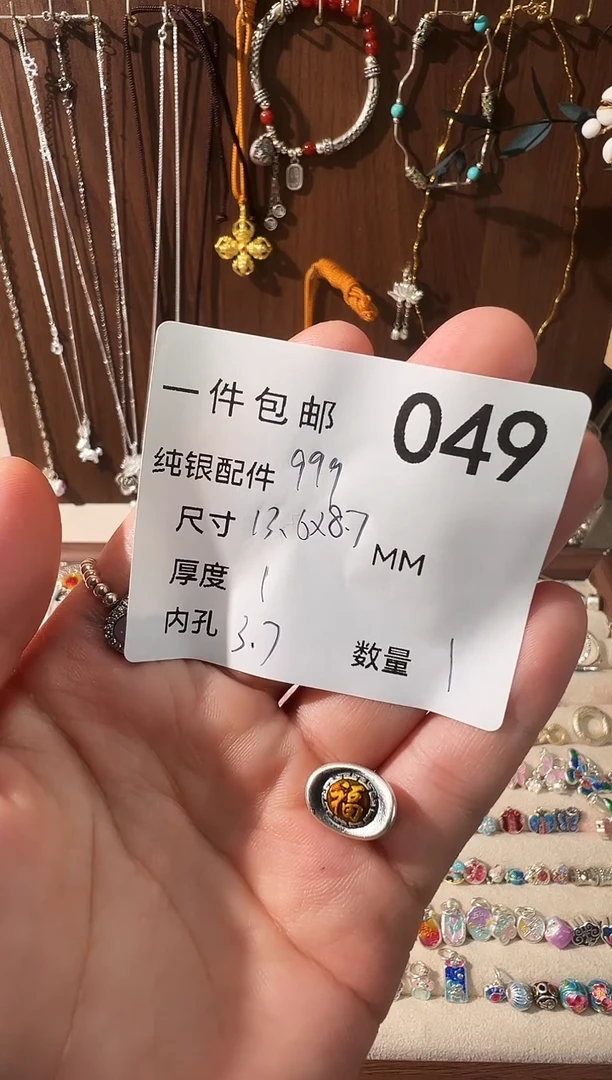 一件包邮 049
纯银配件 999
尺寸 13.6x8.7 MM
厚度 1
内孔 3.7 数量 1
福